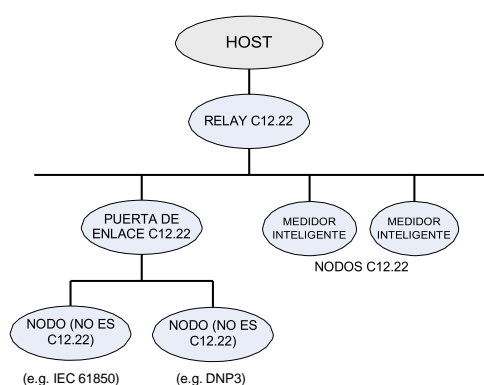 HOST
RELAY C12.22
PUERTA DE
ENLACE C12.22
MEDIDOR
INTELIGENTE
MEDIDOR
INTELIGENTE
NODOS C12.22
NODO (NO ES
C12.22)
NODO (NO ES
C12.22)
(e.g. IEC 61850)
(e.g. DNP3)